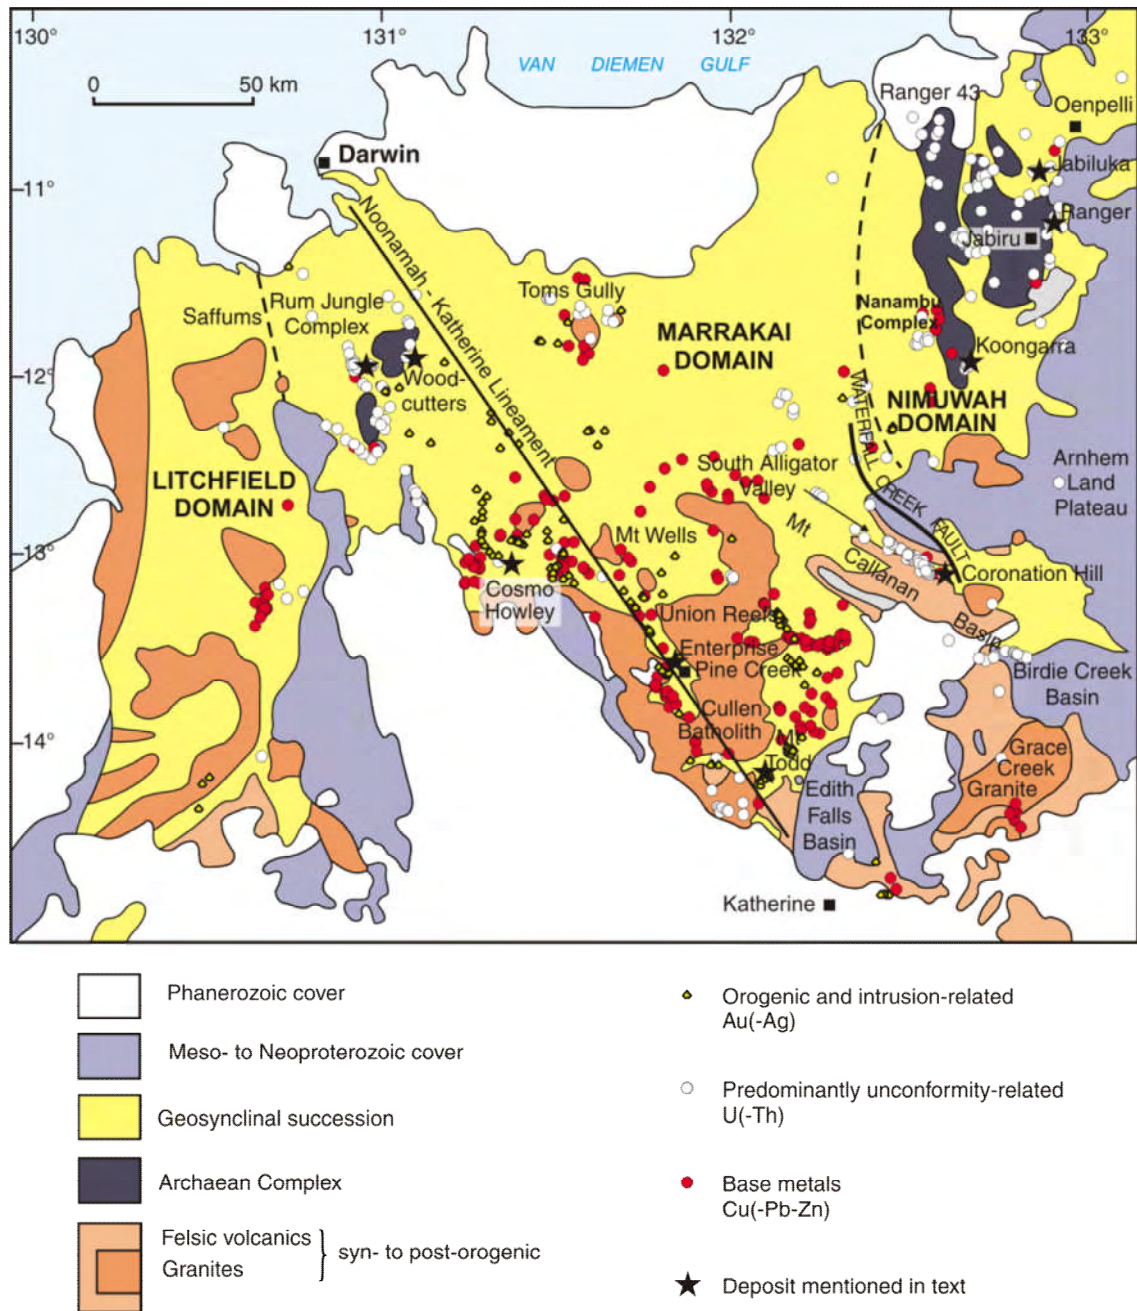 130°
131°
132
133°
0
50 km
VAN DIEMEN GULF
Ranger 43
Oenpelli
Darwin
Jabiluka
11°
Ranger
Noonamah - Katherine Lineament
Jabiru
Toms Gully
Rum Jungle
Complex
Saffums
Nanambu
Complex
MARRAKAI
DOMAIN
Koongarra
12°
Wood-
cutters
WATERFALL CREEK FAULT
NIMUWAH
DOMAIN
LITCHFIELD
DOMAIN
South Alligator
Valley
Arnhem
Land
Plateau
Mt
Callanan
Basin
Mt Wells
13°
Coronation Hill
Cosmo
Howley
Union Reefs
Enterprise
Pine Creek
Birdie Creek
Basin
Cullen
Batholith
Mt
Todd
14°
Grace
Creek
Granite
Edith
Falls
Basin
Katherine
Phanerozoic cover
Meso- to Neoproterozoic cover
Geosynclinal succession
Archaean Complex
Felsic volcanics
Granites
syn- to post-orogenic
Orogenic and intrusion-related
Au(-Ag)
Predominantly unconformity-related
U(-Th)
Base metals
Cu(-Pb-Zn)
Deposit mentioned in text